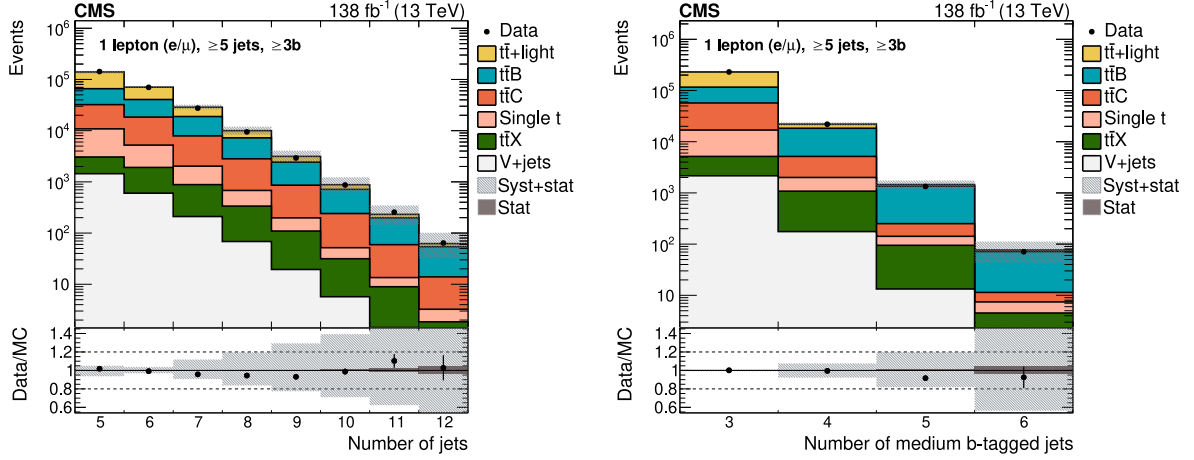 CMS 138 fb⁻¹ (13 TeV)
Events
10⁶
10⁵
10⁴
10³
10²
10
1 lepton (e/μ), ≥5 jets, ≥3b
Data
tt̄+light
tt̄B
tt̄C
Single t
tt̄X
V+jets
Syst+stat
Stat
Data/MC
1.4
1.2
1
0.8
0.6
5 6 7 8 9 10 11 12
Number of jets
CMS 138 fb⁻¹ (13 TeV)
Events
10⁶
10⁵
10⁴
10³
10²
10
1 lepton (e/μ), ≥5 jets, ≥3b
Data
tt̄+light
tt̄B
tt̄C
Single t
tt̄X
V+jets
Syst+stat
Stat
Data/MC
1.4
1.2
1
0.8
0.6
3 4 5 6
Number of medium b-tagged jets